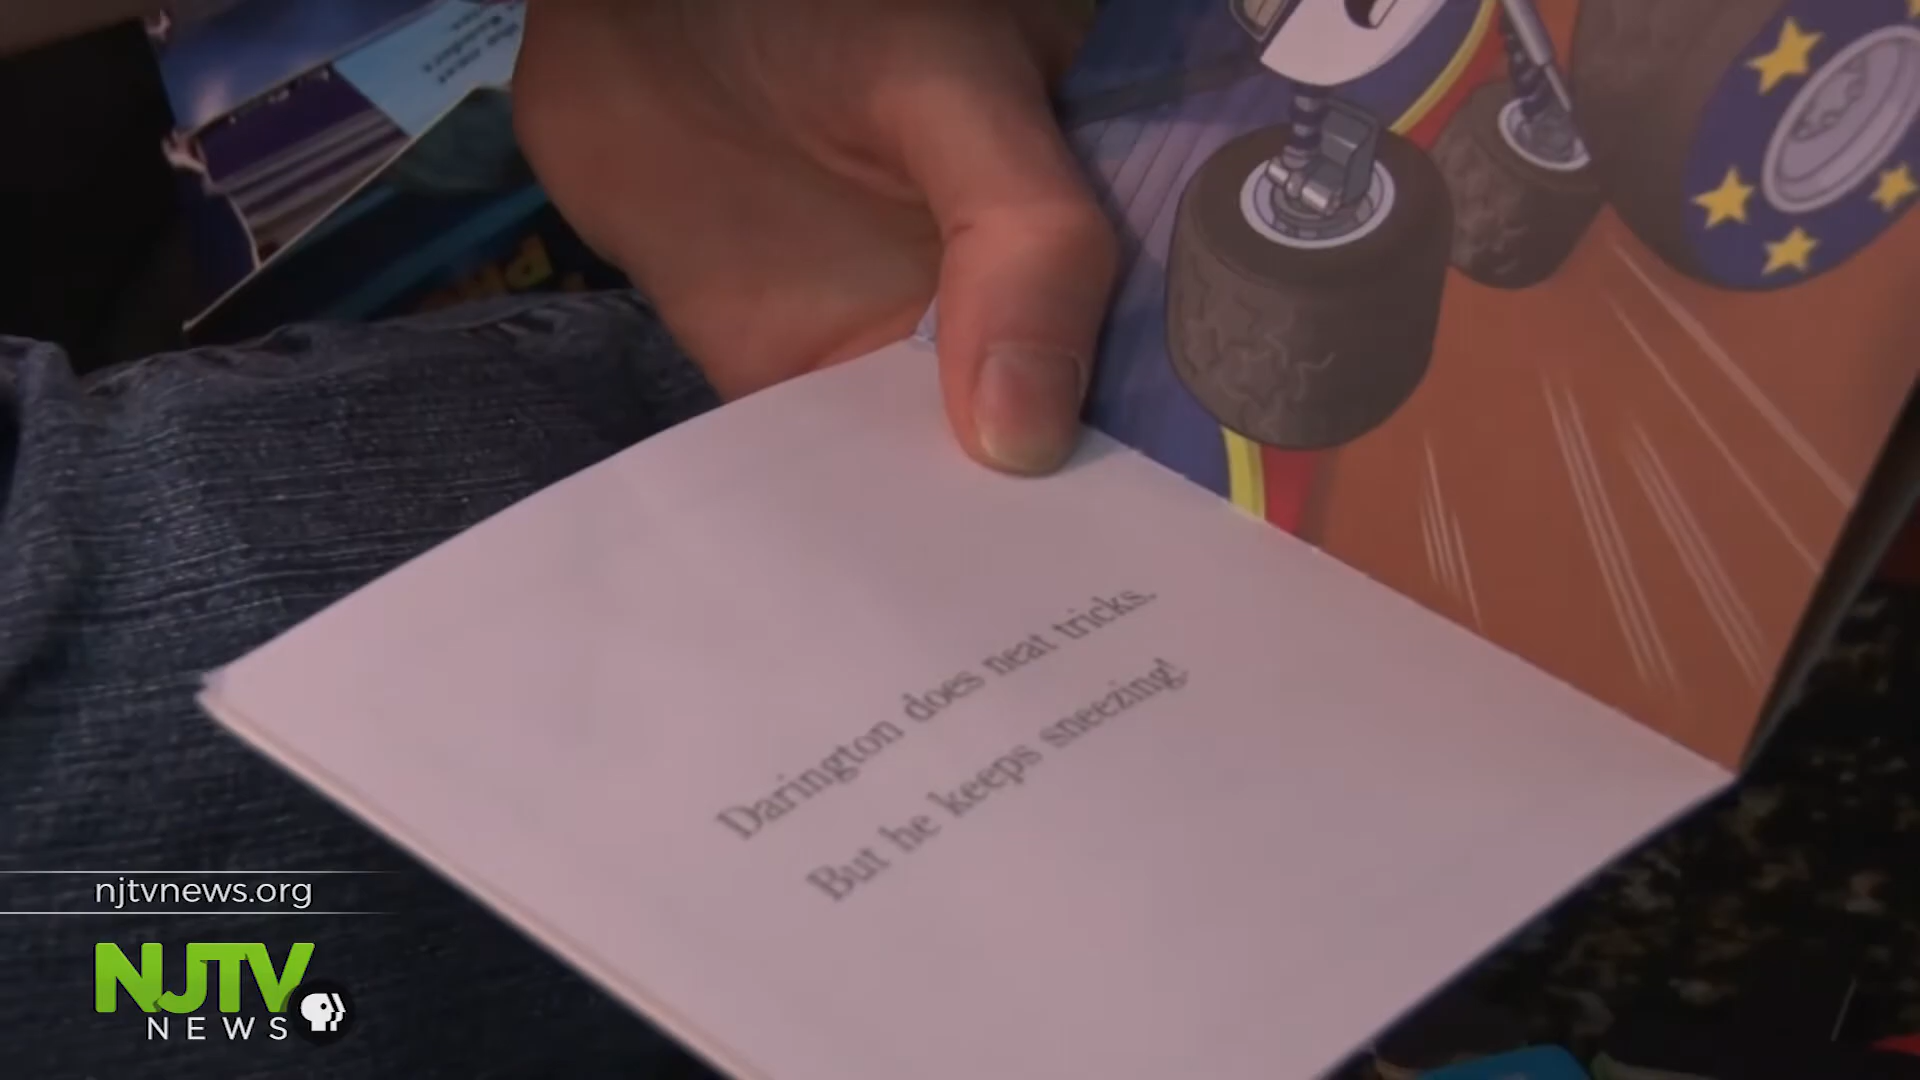 Darington does neat tricks.
But he keeps sneezing!
njtvnews.org
NJTV
NEWS